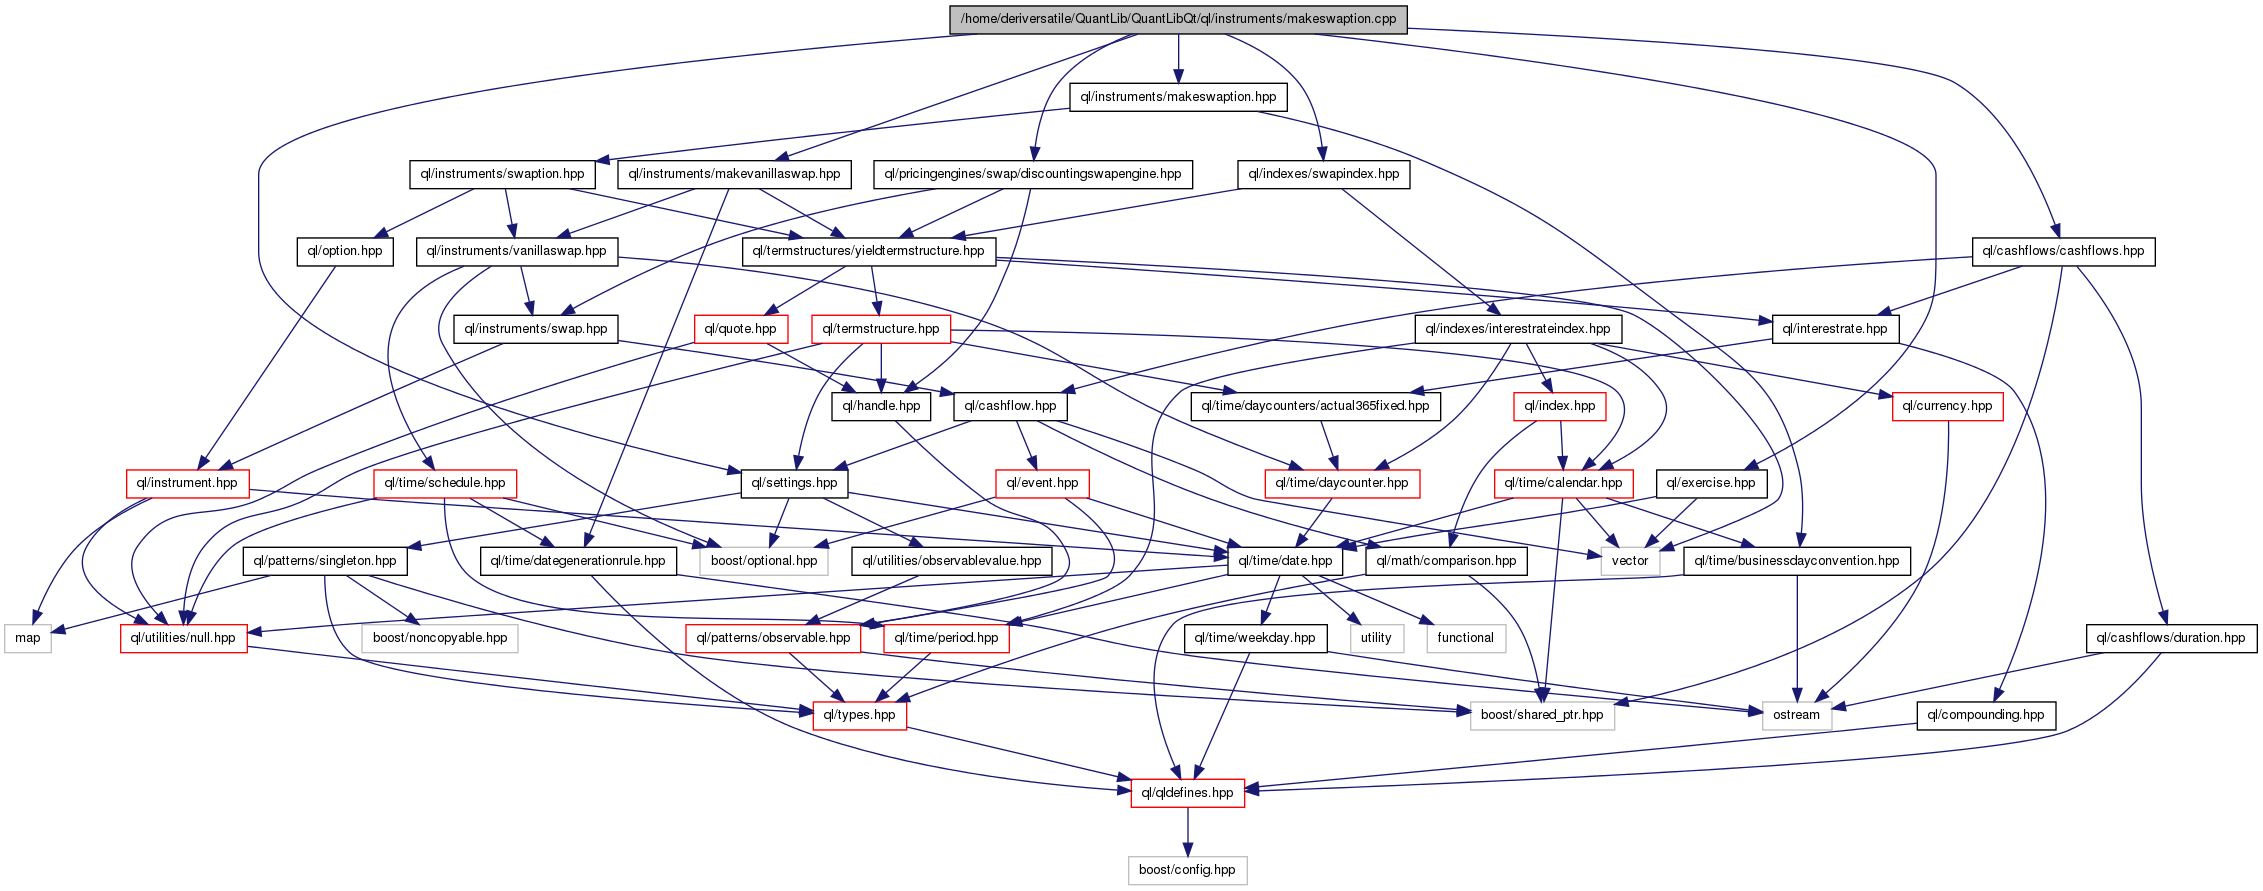 /home/deriversatile/QuantLib/QuantLibQt/ql/instruments/makeswaption.cpp
ql/instruments/makeswaption.hpp
ql/instruments/swaption.hpp
ql/instruments/makevanillaswap.hpp
ql/pricingengines/swap/discountingswapengine.hpp
ql/indexes/swapindex.hpp
ql/option.hpp
ql/instruments/vanillaswap.hpp
ql/termstructures/yieldtermstructure.hpp
ql/cashflows/cashflows.hpp
ql/instruments/swap.hpp
ql/quote.hpp
ql/termstructure.hpp
ql/indexes/interestrateindex.hpp
ql/interestrate.hpp
ql/handle.hpp
ql/cashflow.hpp
ql/time/daycounters/actual365fixed.hpp
ql/index.hpp
ql/currency.hpp
ql/instrument.hpp
ql/time/schedule.hpp
ql/settings.hpp
ql/event.hpp
ql/time/daycounter.hpp
ql/time/calendar.hpp
ql/exercise.hpp
ql/patterns/singleton.hpp
ql/time/dategenerationrule.hpp
boost/optional.hpp
ql/utilities/observablevalue.hpp
ql/time/date.hpp
ql/math/comparison.hpp
vector
ql/time/businessdayconvention.hpp
map
ql/utilities/null.hpp
boost/noncopyable.hpp
ql/patterns/observable.hpp
ql/time/period.hpp
ql/time/weekday.hpp
utility
functional
ql/cashflows/duration.hpp
ql/types.hpp
boost/shared_ptr.hpp
ostream
ql/compounding.hpp
ql/qldefines.hpp
boost/config.hpp